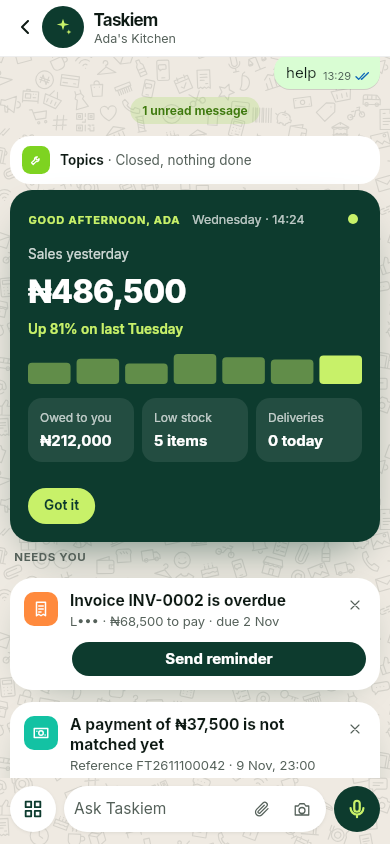 Taskiem
Ada's Kitchen
help 13:29
1 unread message
Topics · Closed, nothing done
GOOD AFTERNOON, ADA Wednesday · 14:24
Sales yesterday
₦486,500
Up 81% on last Tuesday
Owed to you
₦212,000
Low stock
5 items
Deliveries
0 today
Got it
NEEDS YOU
Invoice INV-0002 is overdue
L••• · ₦68,500 to pay · due 2 Nov
Send reminder
A payment of ₦37,500 is not
matched yet
Reference FT2611100042 · 9 Nov, 23:00
Ask Taskiem